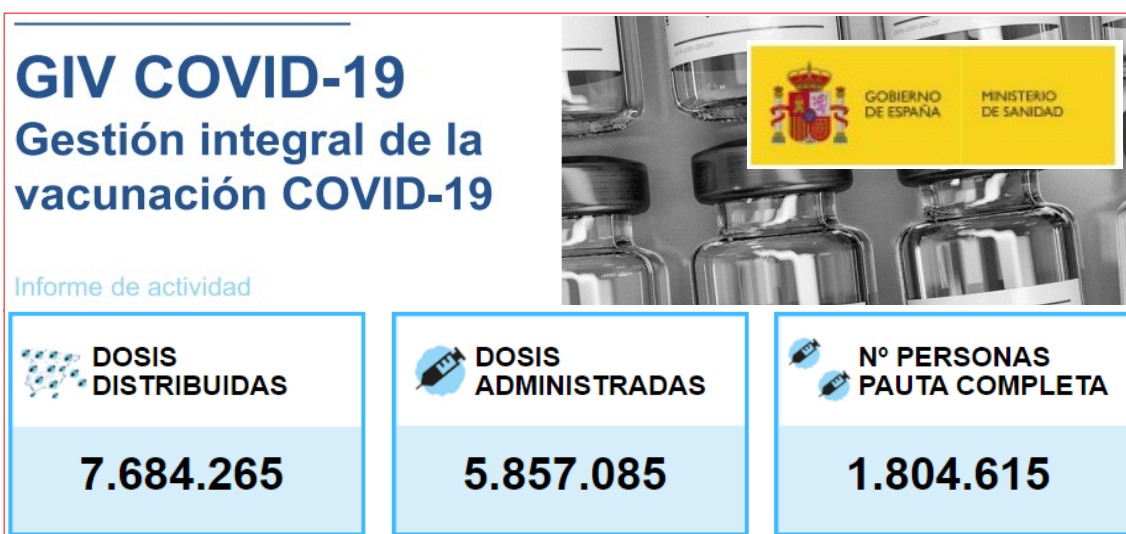 GIV COVID-19
Gestión integral de la
vacunación COVID-19
Informe de actividad
GOBIERNO
DE ESPAÑA
MINISTERIO
DE SANIDAD
DOSIS
DISTRIBUIDAS
7.684.265
DOSIS
ADMINISTRADAS
5.857.085
Nº PERSONAS
PAUTA COMPLETA
1.804.615